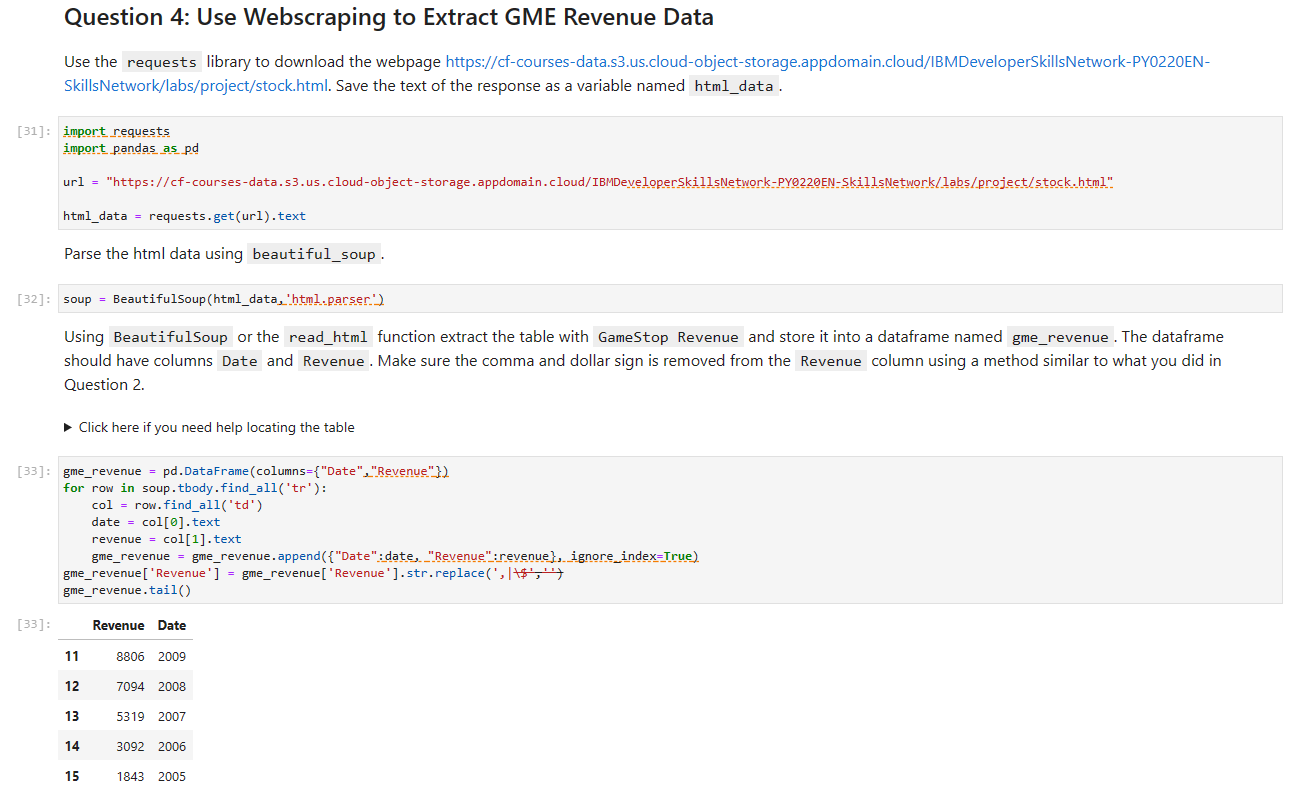 Question 4: Use Webscraping to Extract GME Revenue Data
Use the requests library to download the webpage https://cf-courses-data.s3.us.cloud-object-storage.appdomain.cloud/IBMDeveloperSkillsNetwork-PY0220EN-
SkillsNetwork/labs/project/stock.html. Save the text of the response as a variable named html_data.
[31]: import requests
import pandas as pd
url = "https://cf-courses-data.s3.us.cloud-object-storage.appdomain.cloud/IBMDeveloperSkillsNetwork-PY0220EN-SkillsNetwork/labs/project/stock.html"
html_data = requests.get(url).text
Parse the html data using beautiful_soup.
[32]: soup = BeautifulSoup(html_data,'html.parser')
Using BeautifulSoup or the read_html function extract the table with GameStop Revenue and store it into a dataframe named gme_revenue. The dataframe
should have columns Date and Revenue. Make sure the comma and dollar sign is removed from the Revenue column using a method similar to what you did in
Question 2.
▶ Click here if you need help locating the table
[33]: gme_revenue = pd.DataFrame(columns={"Date","Revenue"})
for row in soup.tbody.find_all('tr'):
    col = row.find_all('td')
    date = col[0].text
    revenue = col[1].text
    gme_revenue = gme_revenue.append({"Date":date, "Revenue":revenue}, ignore_index=True)
gme_revenue['Revenue'] = gme_revenue['Revenue'].str.replace(',|\$','')
gme_revenue.tail()
[33]: Revenue Date
11 8806 2009
12 7094 2008
13 5319 2007
14 3092 2006
15 1843 2005